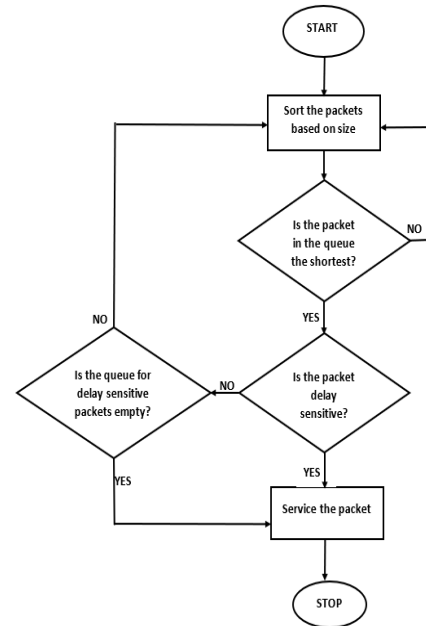 START
Sort the packets
based on size
Is the packet
in the queue
the shortest?
NO
YES
NO
Is the queue for
delay sensitive
packets empty?
NO
Is the packet
delay
sensitive?
YES
YES
Service the packet
STOP